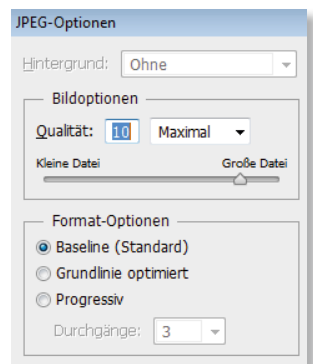 JPEG-Optionen
Hintergrund: Ohne
Bildoptionen
Qualität: 10 Maximal
Kleine Datei Große Datei
Format-Optionen
Baseline (Standard)
Grundlinie optimiert
Progressiv
Durchgänge: 3